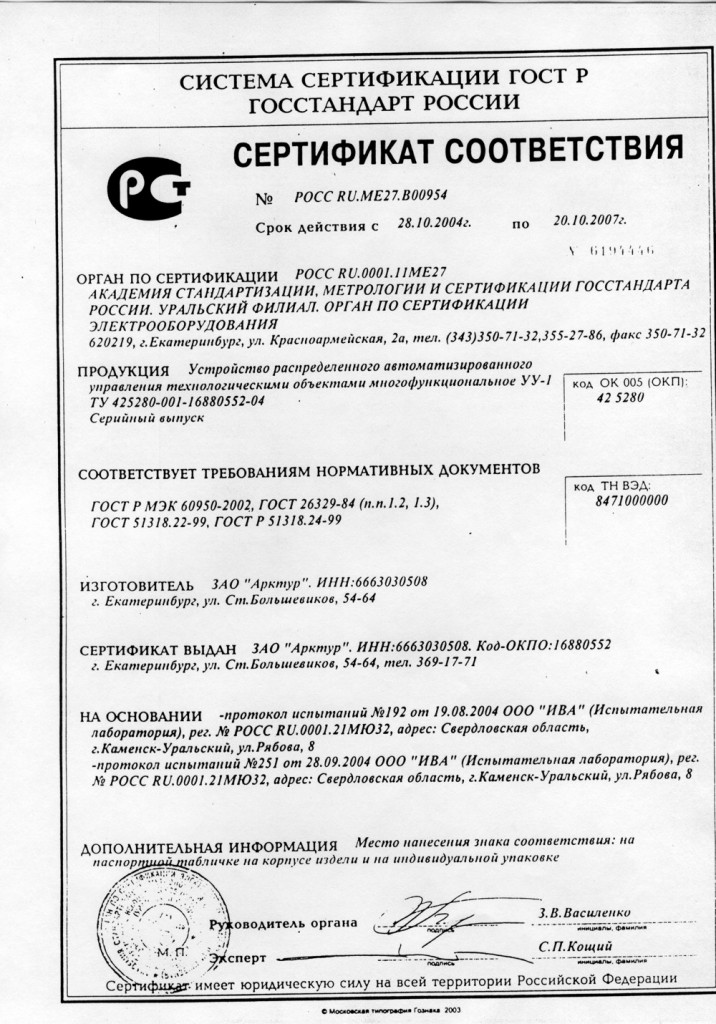 СИСТЕМА СЕРТИФИКАЦИИ ГОСТ Р
ГОССТАНДАРТ РОССИИ
РСТ
СЕРТИФИКАТ СООТВЕТСТВИЯ
№ РОСС RU.ME27.B00954
Срок действия с 28.10.2004г. по 20.10.2007г.
ОРГАН ПО СЕРТИФИКАЦИИ РОСС RU.0001.11ME27
АКАДЕМИЯ СТАНДАРТИЗАЦИИ, МЕТРОЛОГИИ И СЕРТИФИКАЦИИ ГОССТАНДАРТА
РОССИИ. УРАЛЬСКИЙ ФИЛИАЛ. ОРГАН ПО СЕРТИФИКАЦИИ
ЭЛЕКТРООБОРУДОВАНИЯ
620219, г.Екатеринбург, ул. Красноармейская, 2а, тел. (343)350-71-32,355-27-86, факс 350-71-32
ПРОДУКЦИЯ Устройство распределенного автоматизированного
управления технологическими объектами многофункциональное УУ-1
ТУ 425280-001-16880552-04
Серийный выпуск
код ОК 005 (ОКП):
42 5280
СООТВЕТСТВУЕТ ТРЕБОВАНИЯМ НОРМАТИВНЫХ ДОКУМЕНТОВ
ГОСТ Р МЭК 60950-2002, ГОСТ 26329-84 (п.п.1.2, 1.3),
ГОСТ 51318.22-99, ГОСТ Р 51318.24-99
код ТН ВЭД:
8471000000
ИЗГОТОВИТЕЛЬ ЗАО "Арктур". ИНН:6663030508
г. Екатеринбург, ул. Ст.Большевиков, 54-64
СЕРТИФИКАТ ВЫДАН ЗАО "Арктур". ИНН:6663030508. Код-ОКПО:16880552
г. Екатеринбург, ул. Ст.Большевиков, 54-64, тел. 369-17-71
НА ОСНОВАНИИ -протокол испытаний №192 от 19.08.2004 ООО "ИВА" (Испытательная
лаборатория), рег. № РОСС RU.0001.21МЮ32, адрес: Свердловская область,
г.Каменск-Уральский, ул.Рябова, 8
-протокол испытаний №251 от 28.09.2004 ООО "ИВА" (Испытательная лаборатория), рег.
№ РОСС RU.0001.21МЮ32, адрес: Свердловская область, г.Каменск-Уральский, ул.Рябова, 8
ДОПОЛНИТЕЛЬНАЯ ИНФОРМАЦИЯ Место нанесения знака соответствия: на
паспортной табличке на корпусе издели и на индивидуальной упаковке
Руководитель органа
подпись
З.В.Василенко
инициалы, фамилия
М.П.
Эксперт
подпись
С.П.Кощий
инициалы, фамилия
Сертификат имеет юридическую силу на всей территории Российской Федерации
© Московская типография Гознака 2003